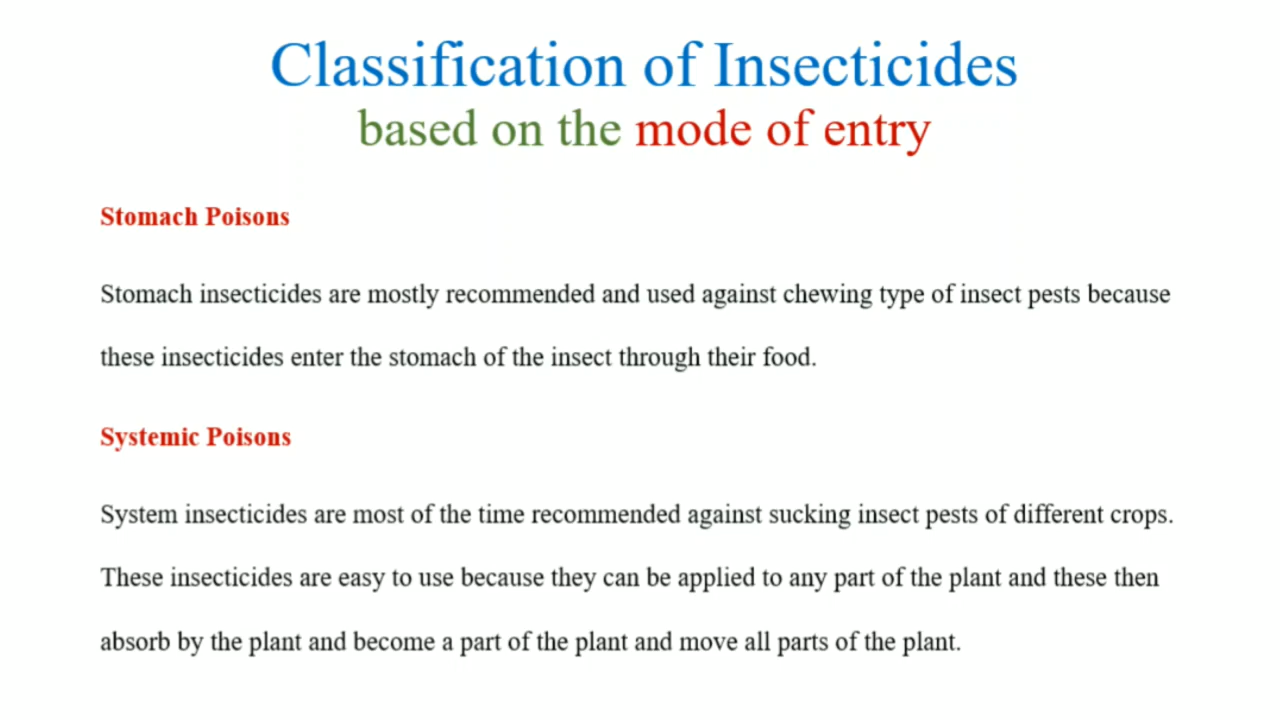 Classification of Insecticides
based on the mode of entry
Stomach Poisons
Stomach insecticides are mostly recommended and used against chewing type of insect pests because
these insecticides enter the stomach of the insect through their food.
Systemic Poisons
System insecticides are most of the time recommended against sucking insect pests of different crops.
These insecticides are easy to use because they can be applied to any part of the plant and these then
absorb by the plant and become a part of the plant and move all parts of the plant.